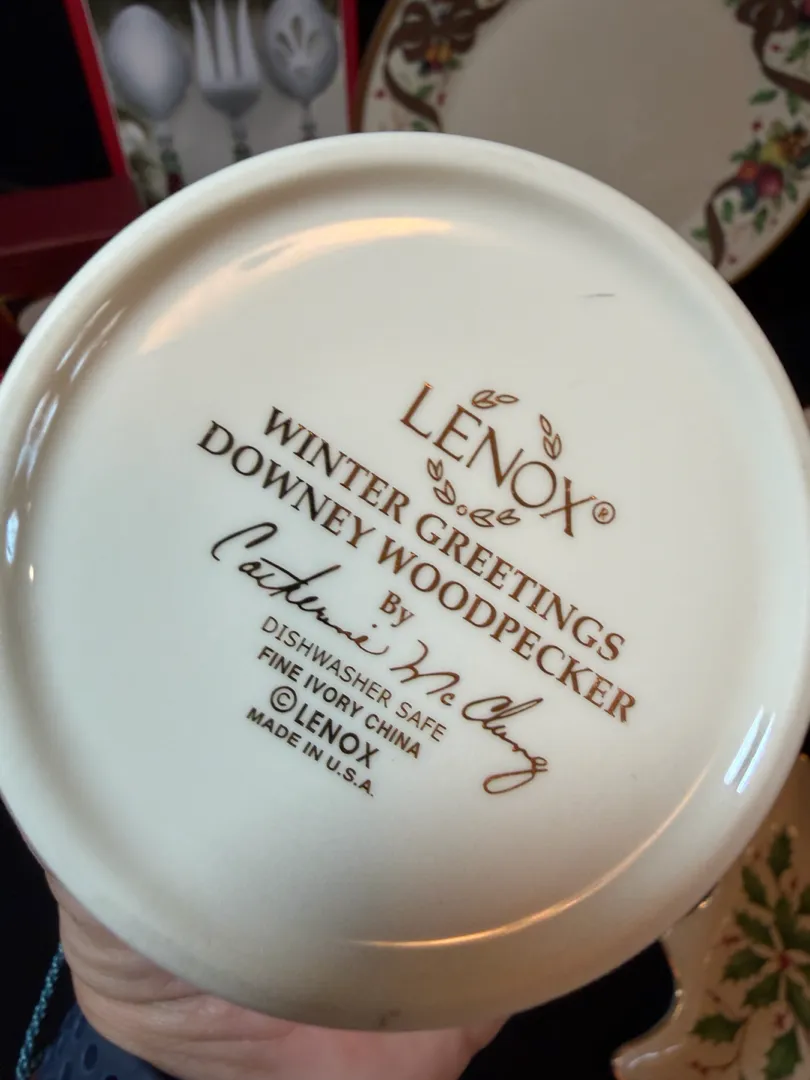 LENOX®
WINTER GREETINGS
DOWNEY WOODPECKER
By
Catherine McClung
DISHWASHER SAFE
FINE IVORY CHINA
© LENOX
MADE IN U.S.A.